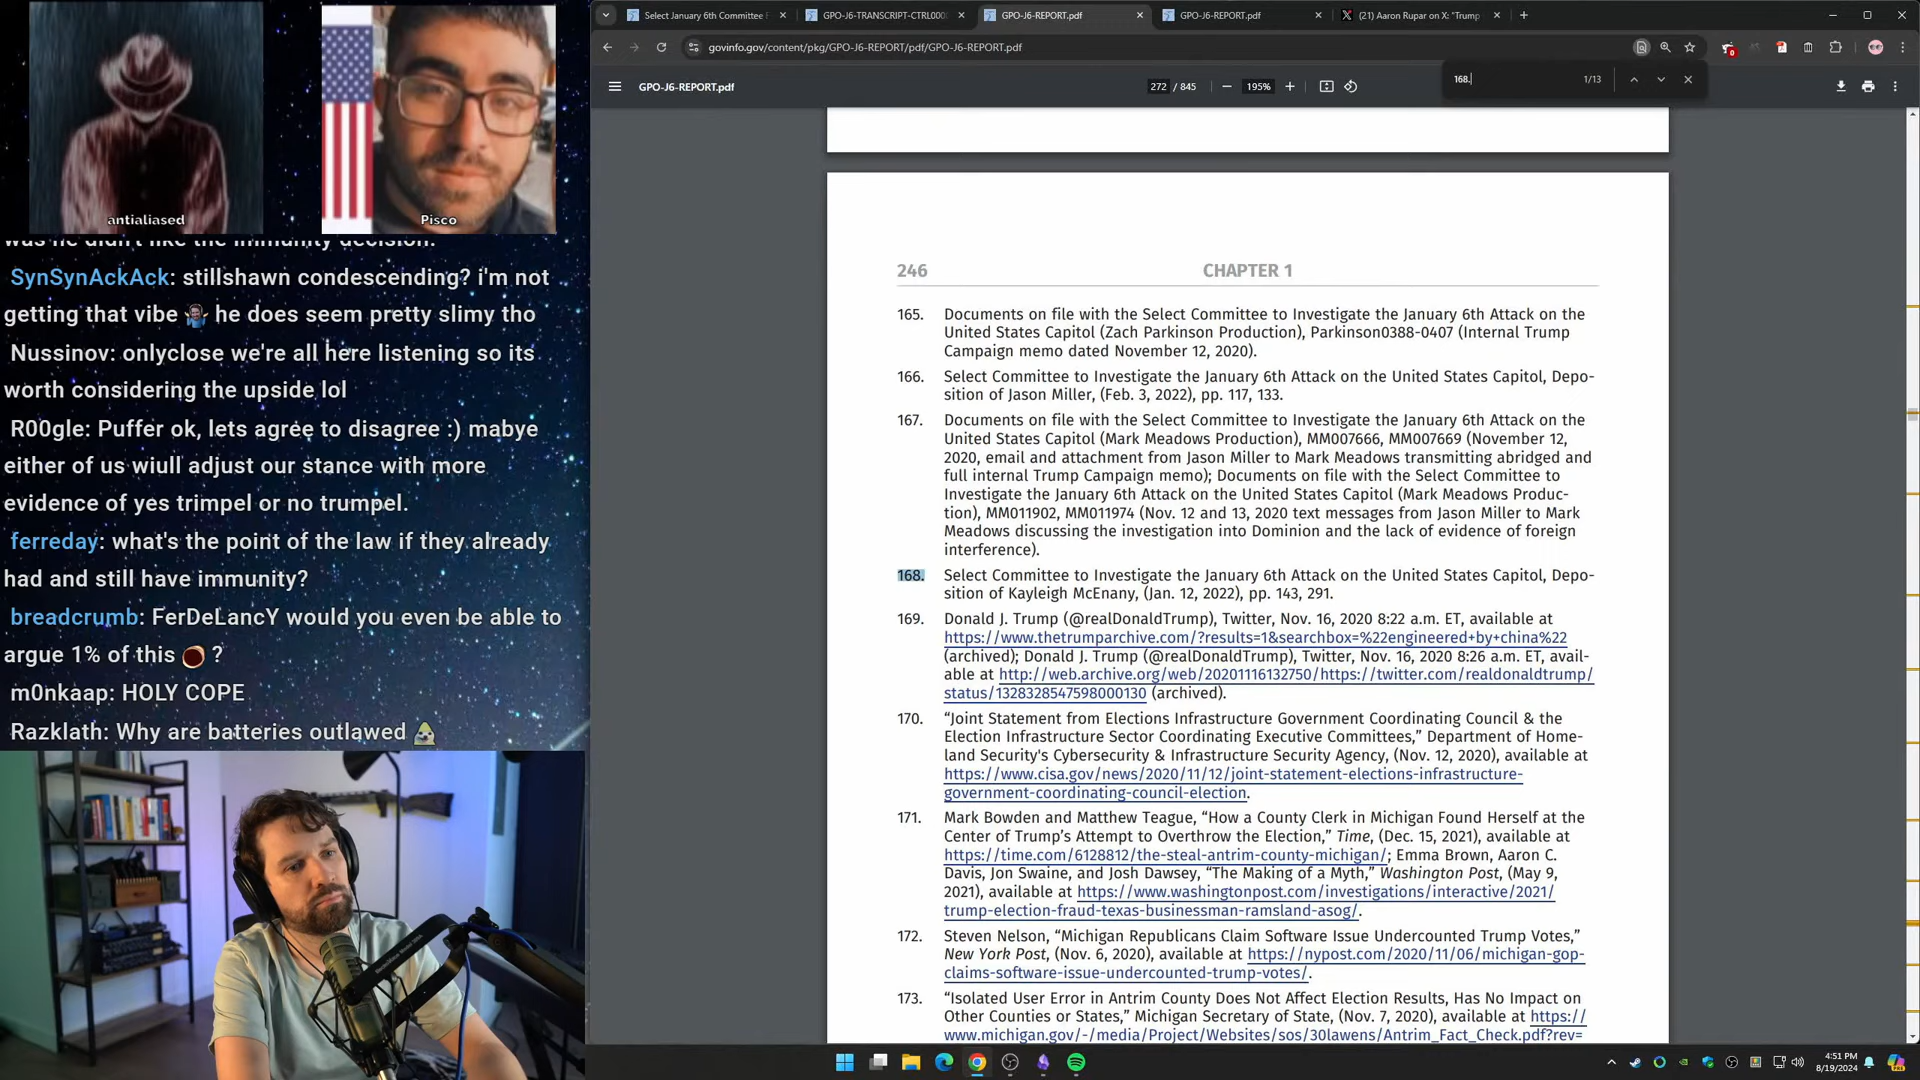 antialiased
Pisco
was he didn't like the immunity decision.
SynSynAckAck: stillshawn condescending? i'm not
getting that vibe he does seem pretty slimy tho
Nussinov: onlyclose we're all here listening so its
worth considering the upside lol
R00gle: Puffer ok, lets agree to disagree :) mabye
either of us wiull adjust our stance with more
evidence of yes trimpel or no trumpel.
ferreday: what's the point of the law if they already
had and still have immunity?
breadcrumb: FerDeLancY would you even be able to
argue 1% of this ?
m0nkaap: HOLY COPE
Razklath: Why are batteries outlawed
Select January 6th Committee F
GPO-J6-TRANSCRIPT-CTRL000
GPO-J6-REPORT.pdf
GPO-J6-REPORT.pdf
(21) Aaron Rupar on X: "Trump
govinfo.gov/content/pkg/GPO-J6-REPORT/pdf/GPO-J6-REPORT.pdf
GPO-J6-REPORT.pdf
272 / 845
195%
168.
1/13
246 CHAPTER 1
165. Documents on file with the Select Committee to Investigate the January 6th Attack on the
United States Capitol (Zach Parkinson Production), Parkinson0388-0407 (Internal Trump
Campaign memo dated November 12, 2020).
166. Select Committee to Investigate the January 6th Attack on the United States Capitol, Depo-
sition of Jason Miller, (Feb. 3, 2022), pp. 117, 133.
167. Documents on file with the Select Committee to Investigate the January 6th Attack on the
United States Capitol (Mark Meadows Production), MM007666, MM007669 (November 12,
2020, email and attachment from Jason Miller to Mark Meadows transmitting abridged and
full internal Trump Campaign memo); Documents on file with the Select Committee to
Investigate the January 6th Attack on the United States Capitol (Mark Meadows Produc-
tion), MM011902, MM011974 (Nov. 12 and 13, 2020 text messages from Jason Miller to Mark
Meadows discussing the investigation into Dominion and the lack of evidence of foreign
interference).
168. Select Committee to Investigate the January 6th Attack on the United States Capitol, Depo-
sition of Kayleigh McEnany, (Jan. 12, 2022), pp. 143, 291.
169. Donald J. Trump (@realDonaldTrump), Twitter, Nov. 16, 2020 8:22 a.m. ET, available at
https://www.thetrumparchive.com/?results=1&searchbox=%22engineered+by+china%22
(archived); Donald J. Trump (@realDonaldTrump), Twitter, Nov. 16, 2020 8:26 a.m. ET, avail-
able at http://web.archive.org/web/20201116132750/https://twitter.com/realdonaldtrump/
status/1328328547598000130 (archived).
170. “Joint Statement from Elections Infrastructure Government Coordinating Council & the
Election Infrastructure Sector Coordinating Executive Committees,” Department of Home-
land Security's Cybersecurity & Infrastructure Security Agency, (Nov. 12, 2020), available at
https://www.cisa.gov/news/2020/11/12/joint-statement-elections-infrastructure-
government-coordinating-council-election.
171. Mark Bowden and Matthew Teague, “How a County Clerk in Michigan Found Herself at the
Center of Trump’s Attempt to Overthrow the Election,” Time, (Dec. 15, 2021), available at
https://time.com/6128812/the-steal-antrim-county-michigan/; Emma Brown, Aaron C.
Davis, Jon Swaine, and Josh Dawsey, “The Making of a Myth,” Washington Post, (May 9,
2021), available at https://www.washingtonpost.com/investigations/interactive/2021/
trump-election-fraud-texas-businessman-ramsland-asog/.
172. Steven Nelson, “Michigan Republicans Claim Software Issue Undercounted Trump Votes,”
New York Post, (Nov. 6, 2020), available at https://nypost.com/2020/11/06/michigan-gop-
claims-software-issue-undercounted-trump-votes/.
173. “Isolated User Error in Antrim County Does Not Affect Election Results, Has No Impact on
Other Counties or States,” Michigan Secretary of State, (Nov. 7, 2020), available at https://
www.michigan.gov/-/media/Project/Websites/sos/30lawens/Antrim_Fact_Check.pdf?rev=
4:51 PM
8/19/2024